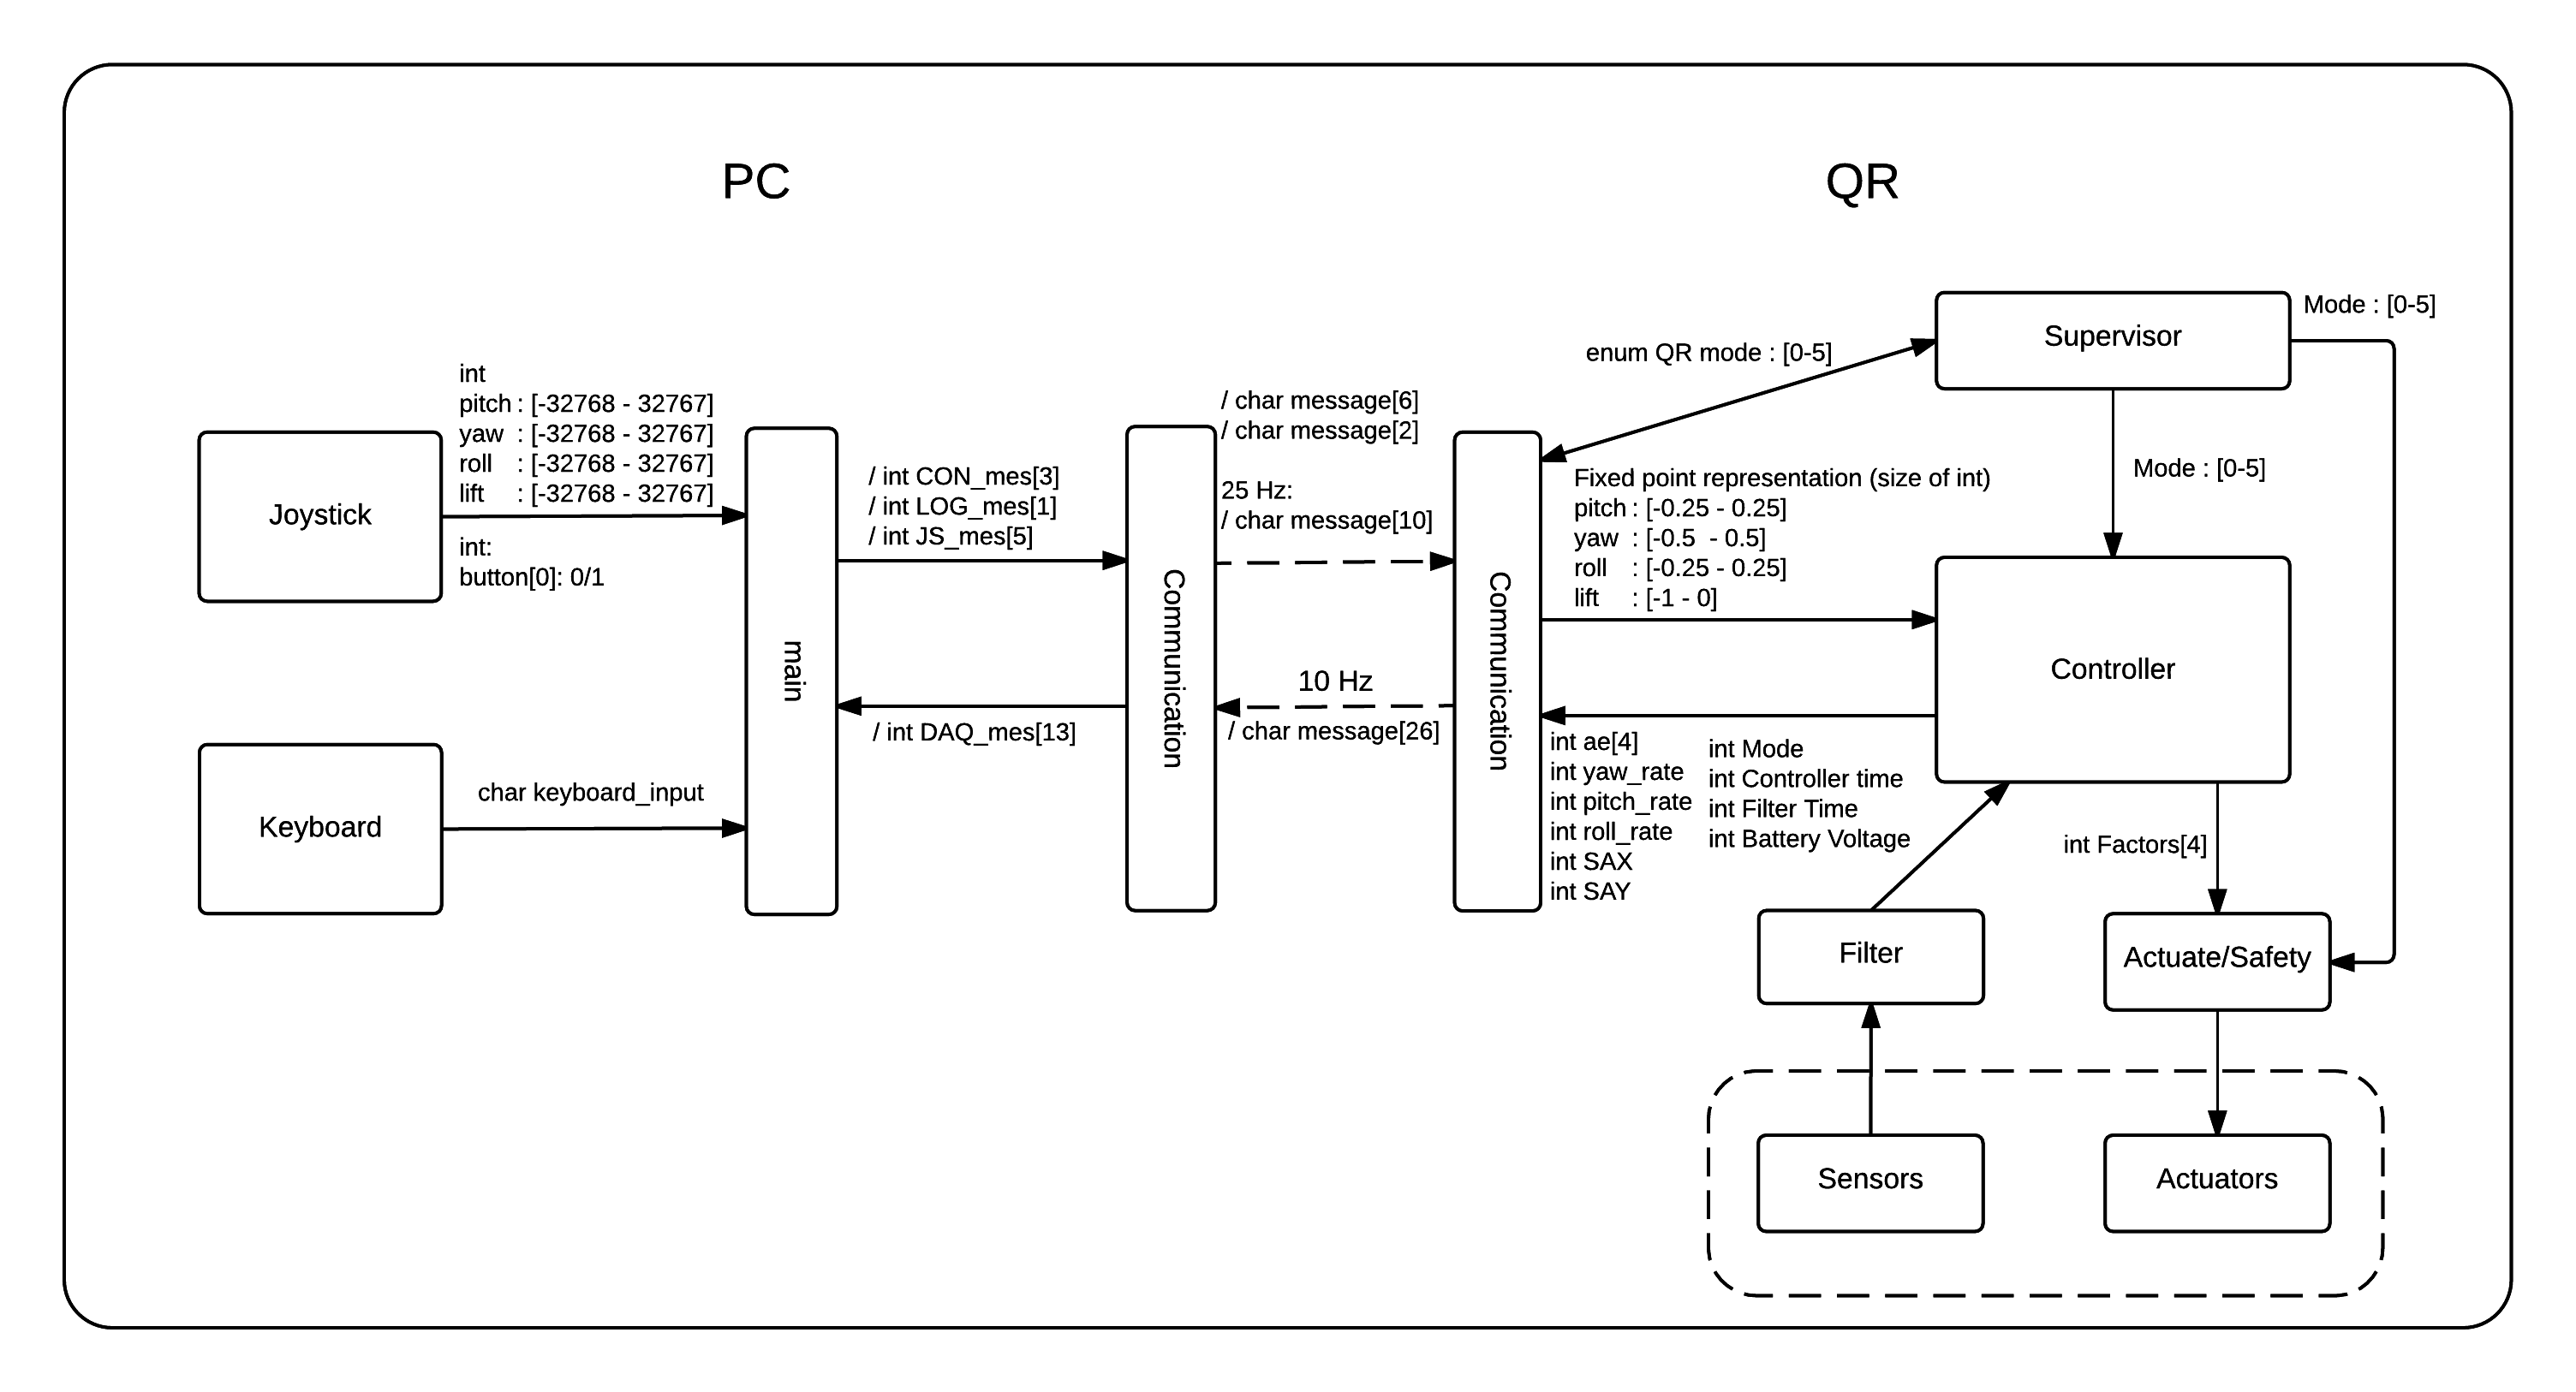 PC
QR
Joystick
int
pitch : [-32768 - 32767]
yaw : [-32768 - 32767]
roll : [-32768 - 32767]
lift : [-32768 - 32767]
int:
button[0]: 0/1
Keyboard
char keyboard_input
main
/ int CON_mes[3]
/ int LOG_mes[1]
/ int JS_mes[5]
/ int DAQ_mes[13]
Communication
/ char message[6]
/ char message[2]
25 Hz:
/ char message[10]
10 Hz
/ char message[26]
Communication
enum QR mode : [0-5]
Supervisor
Mode : [0-5]
Mode : [0-5]
Fixed point representation (size of int)
pitch : [-0.25 - 0.25]
yaw : [-0.5 - 0.5]
roll : [-0.25 - 0.25]
lift : [-1 - 0]
Controller
int ae[4]
int yaw_rate
int pitch_rate
int roll_rate
int SAX
int SAY
int Mode
int Controller time
int Filter Time
int Battery Voltage
int Factors[4]
Filter
Actuate/Safety
Sensors
Actuators